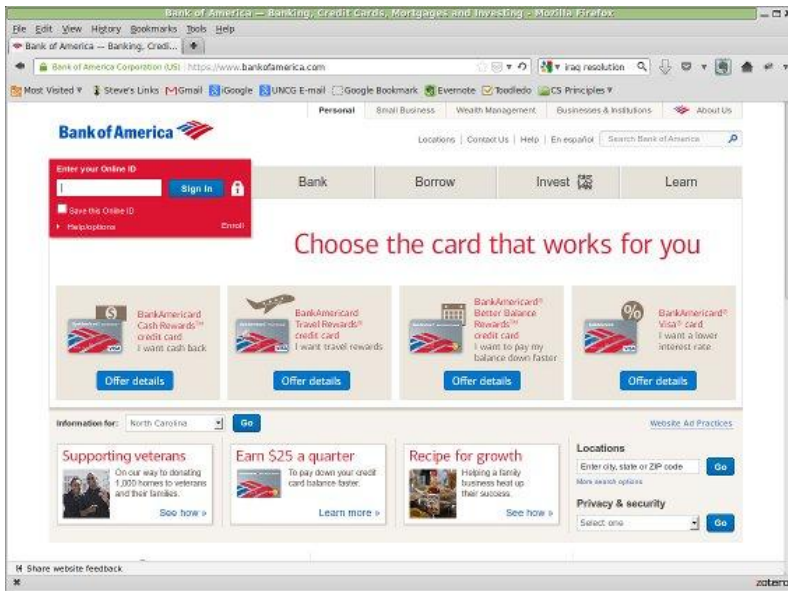 Bank of America — Banking, Credit Cards, Mortgages and Investing - Mozilla Firefox
File Edit View History Bookmarks Tools Help
Bank of America — Banking, Credi...
Bank of America Corporation (US) https://www.bankofamerica.com
iraq resolution
Most Visited Steve's Links Gmail iGoogle UNCG E-mail Google Bookmark Evernote Toodledo CS Principles
Personal Small Business Wealth Management Businesses & Institutions About Us
Bank of America
Locations | Contact Us | Help | En español Search Bank of America
Enter your Online ID
Sign In
Save this Online ID
Help/options Enroll
Bank Borrow Invest Learn
Choose the card that works for you
BankAmericard
Cash Rewards™
credit card
I want cash back
Offer details
BankAmericard
Travel Rewards®
credit card
I want travel rewards
Offer details
BankAmericard®
Better Balance
Rewards™
credit card
I want to pay my
balance down faster
Offer details
BankAmericard®
Visa® card
I want a lower
interest rate
Offer details
Information for: North Carolina Go
Website Ad Practices
Supporting veterans
On our way to donating
1,000 homes to veterans
and their families.
See how »
Earn $25 a quarter
To pay down your credit
card balance faster.
Learn more »
Recipe for growth
Helping a family
business heat up
their success.
See how »
Locations
Enter city, state or ZIP code Go
More search options
Privacy & security
Select one Go
Share website feedback
zotero